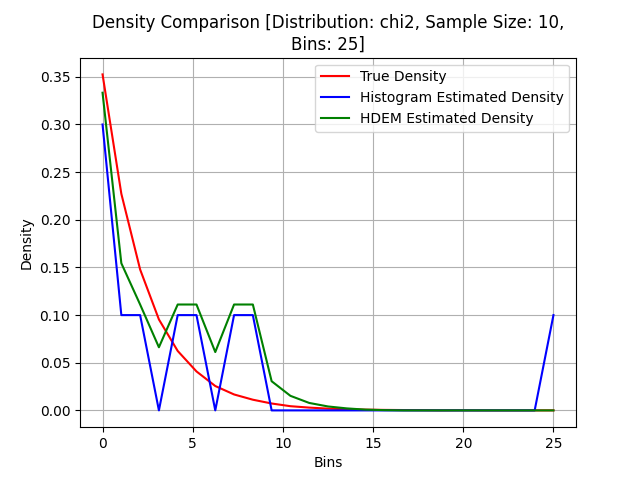 Density Comparison [Distribution: chi2, Sample Size: 10,
Bins: 25]
True Density
Histogram Estimated Density
HDEM Estimated Density
Density
0.35
0.30
0.25
0.20
0.15
0.10
0.05
0.00
0 5 10 15 20 25
Bins